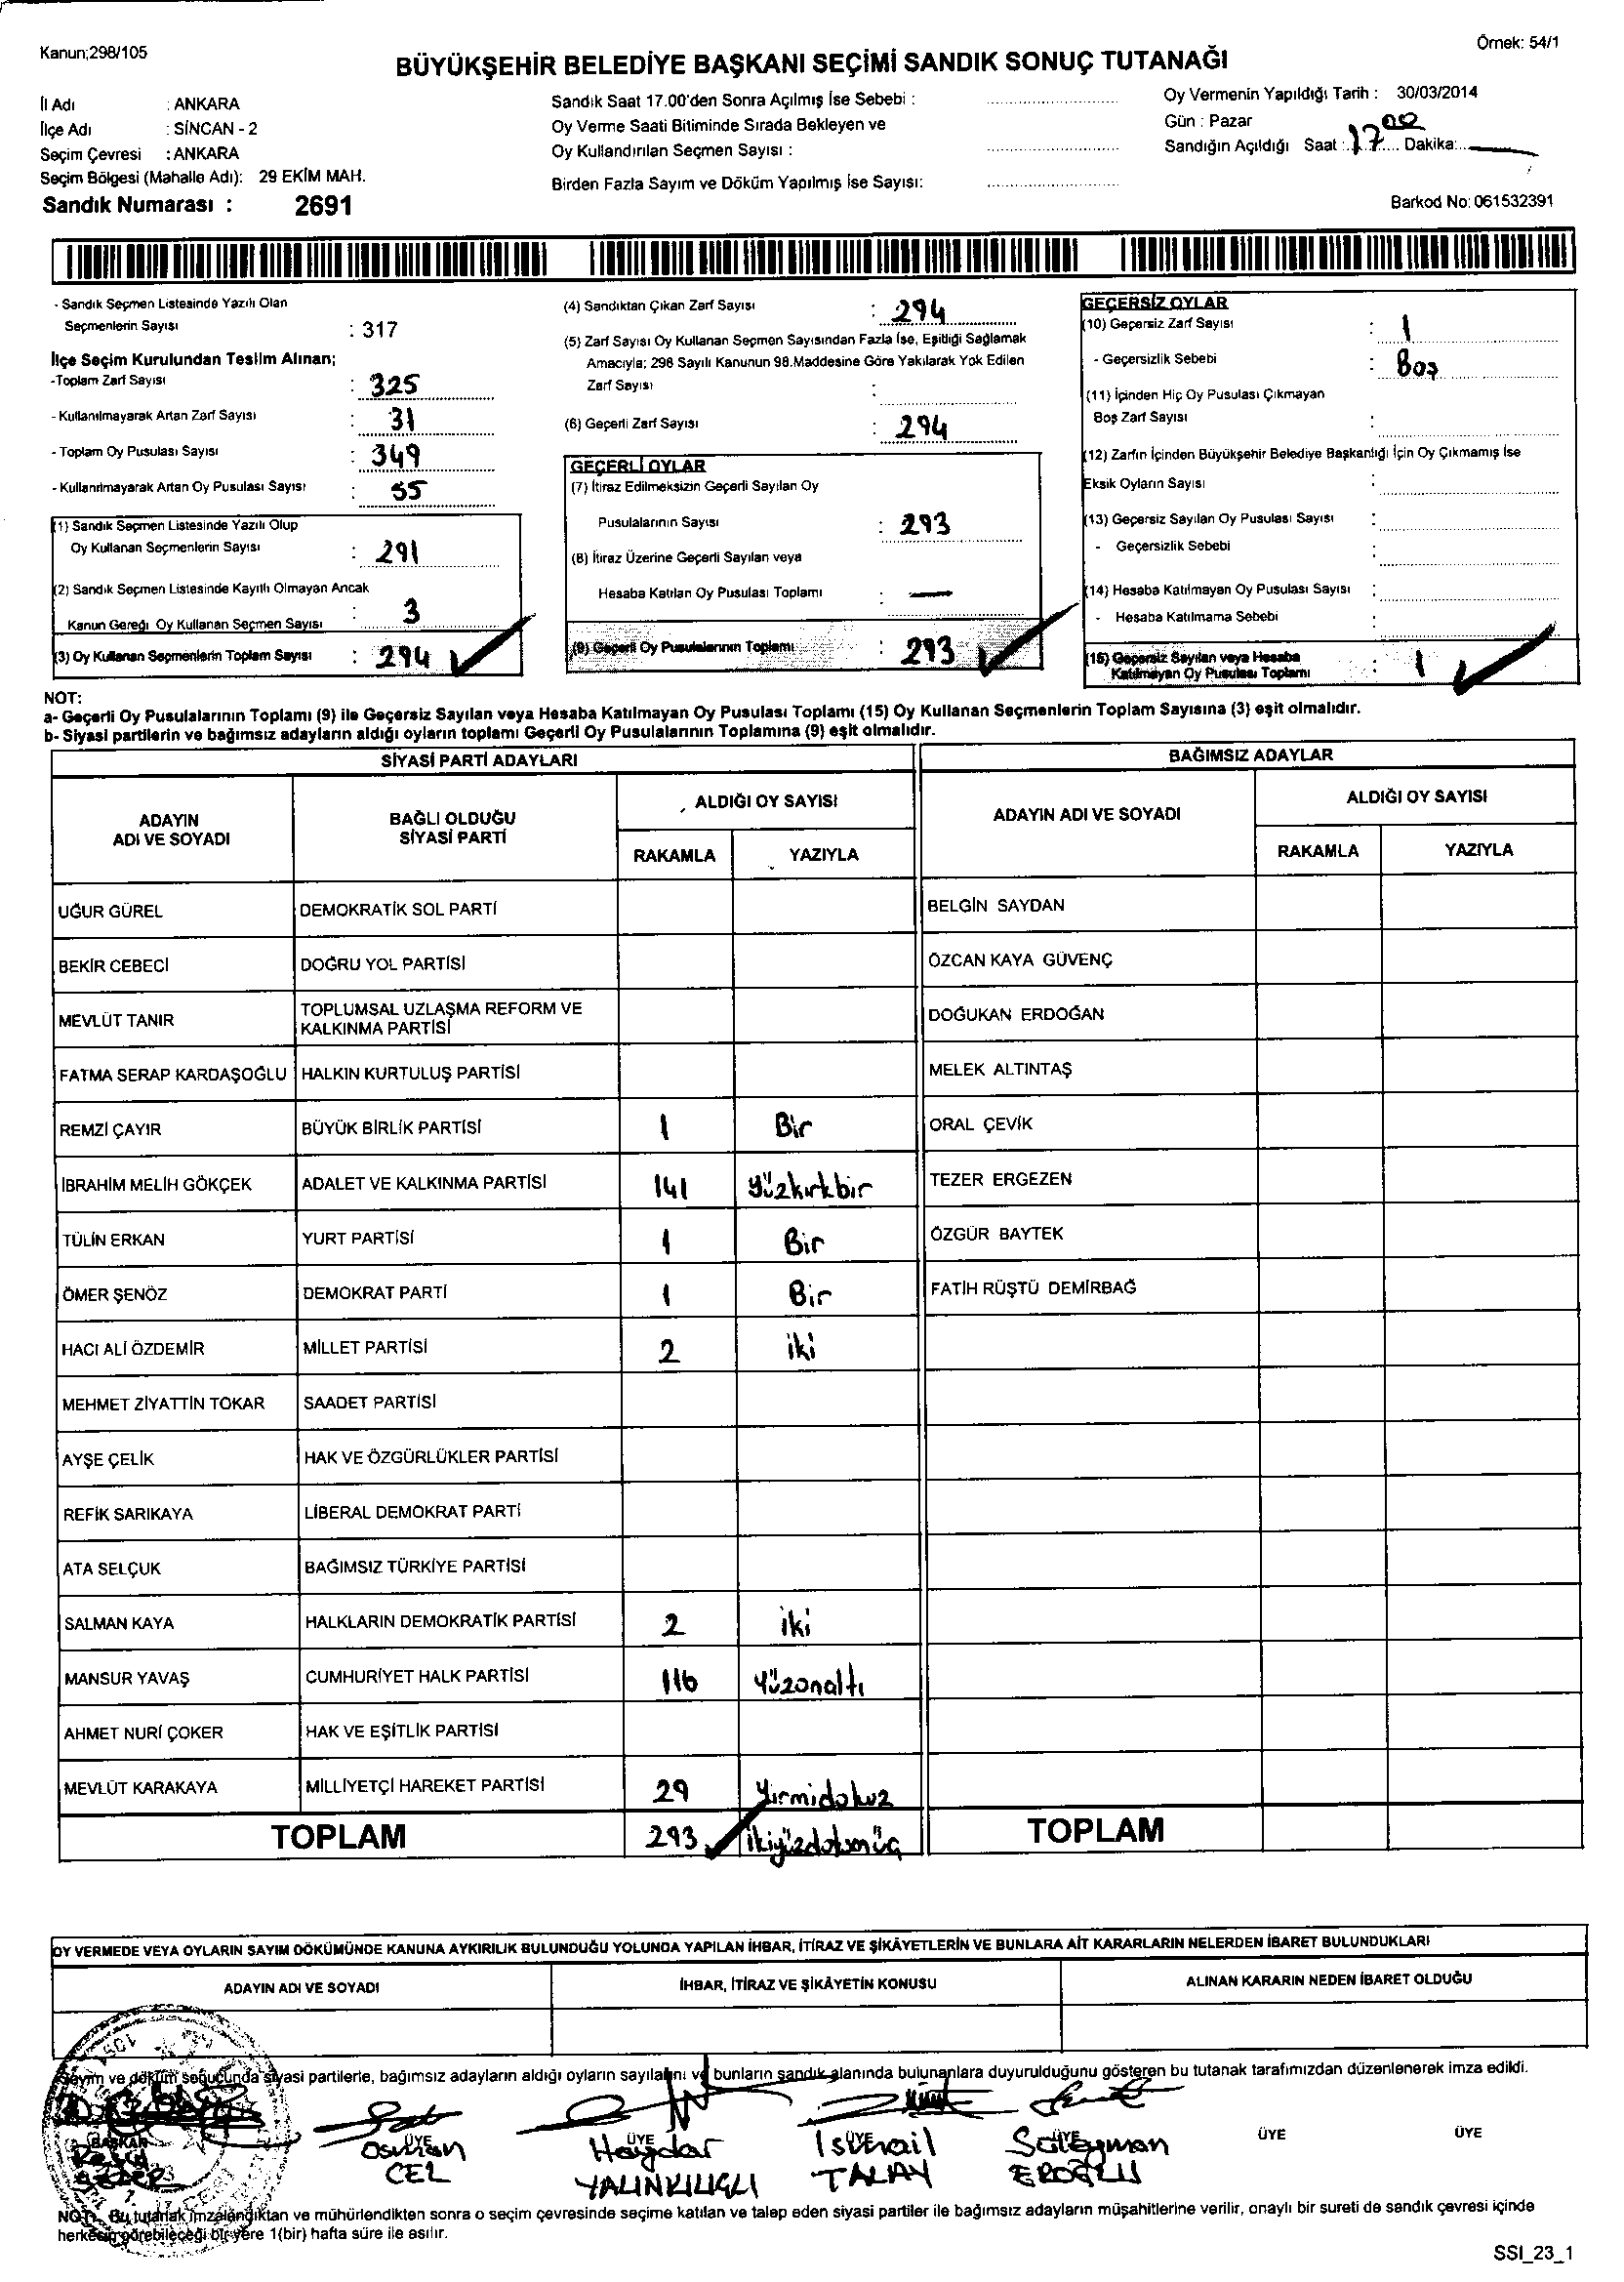 Kanun;298/105
Örnek: 54/1
BÜYÜKŞEHİR BELEDİYE BAŞKANI SEÇİMİ SANDIK SONUÇ TUTANAĞI
İl Adı : ANKARA
İlçe Adı : SİNCAN - 2
Seçim Çevresi : ANKARA
Seçim Bölgesi (Mahalle Adı): 29 EKİM MAH.
Sandık Numarası : 2691
Sandık Saat 17.00'den Sonra Açılmış İse Sebebi :
Oy Verme Saati Bitiminde Sırada Bekleyen ve
Oy Kullandırılan Seçmen Sayısı :
Birden Fazla Sayım ve Döküm Yapılmış İse Sayısı:
Oy Vermenin Yapıldığı Tarih : 30/03/2014
Gün : Pazar
Sandığın Açıldığı Saat : 17 00 Dakika:
Barkod No: 061532391
- Sandık Seçmen Listesinde Yazılı Olan
Seçmenlerin Sayısı : 317
İlçe Seçim Kurulundan Teslim Alınan;
-Toplam Zarf Sayısı : 325
- Kullanılmayarak Artan Zarf Sayısı : 31
- Toplam Oy Pusulası Sayısı : 349
- Kullanılmayarak Artan Oy Pusulası Sayısı : 55
(1) Sandık Seçmen Listesinde Yazılı Olup
Oy Kullanan Seçmenlerin Sayısı : 291
(2) Sandık Seçmen Listesinde Kayıtlı Olmayan Ancak
Kanun Gereği Oy Kullanan Seçmen Sayısı : 3
(3) Oy Kullanan Seçmenlerin Toplam Sayısı : 294
(4) Sandıktan Çıkan Zarf Sayısı : 294
(5) Zarf Sayısı Oy Kullanan Seçmen Sayısından Fazla İse, Eşitliği Sağlamak
Amacıyla; 298 Sayılı Kanunun 98.Maddesine Göre Yakılarak Yok Edilen
Zarf Sayısı :
(6) Geçerli Zarf Sayısı : 294
GEÇERLİ OYLAR
(7) İtiraz Edilmeksizin Geçerli Sayılan Oy
Pusulalarının Sayısı : 293
(8) İtiraz Üzerine Geçerli Sayılan veya
Hesaba Katılan Oy Pusulası Toplamı : —
(9) Geçerli Oy Pusulalarının Toplamı : 293
GEÇERSİZ OYLAR
(10) Geçersiz Zarf Sayısı : 1
- Geçersizlik Sebebi : Boş
(11) İçinden Hiç Oy Pusulası Çıkmayan
Boş Zarf Sayısı :
(12) Zarfın İçinden Büyükşehir Belediye Başkanlığı İçin Oy Çıkmamış İse
Eksik Oyların Sayısı :
(13) Geçersiz Sayılan Oy Pusulası Sayısı :
- Geçersizlik Sebebi :
(14) Hesaba Katılmayan Oy Pusulası Sayısı :
- Hesaba Katılmama Sebebi :
(15) Geçersiz Sayılan veya Hesaba
Katılmayan Oy Pusulası Toplamı : 1
NOT:
a- Geçerli Oy Pusulalarının Toplamı (9) ile Geçersiz Sayılan veya Hesaba Katılmayan Oy Pusulası Toplamı (15) Oy Kullanan Seçmenlerin Toplam Sayısına (3) eşit olmalıdır.
b- Siyasi partilerin ve bağımsız adayların aldığı oyların toplamı Geçerli Oy Pusulalarının Toplamına (9) eşit olmalıdır.
SİYASİ PARTİ ADAYLARI
ADAYIN ADI VE SOYADI
BAĞLI OLDUĞU SİYASİ PARTİ
ALDIĞI OY SAYISI
RAKAMLA YAZIYLA
UĞUR GÜREL DEMOKRATİK SOL PARTİ
BEKİR CEBECİ DOĞRU YOL PARTİSİ
MEVLÜT TANIR TOPLUMSAL UZLAŞMA REFORM VE
KALKINMA PARTİSİ
FATMA SERAP KARDAŞOĞLU HALKIN KURTULUŞ PARTİSİ
REMZİ ÇAYIR BÜYÜK BİRLİK PARTİSİ 1 Bir
İBRAHİM MELİH GÖKÇEK ADALET VE KALKINMA PARTİSİ 141 Yüzkırkbir
TÜLİN ERKAN YURT PARTİSİ 1 Bir
ÖMER ŞENÖZ DEMOKRAT PARTİ 1 Bir
HACI ALİ ÖZDEMİR MİLLET PARTİSİ 2 iki
MEHMET ZİYATTİN TOKAR SAADET PARTİSİ
AYŞE ÇELİK HAK VE ÖZGÜRLÜKLER PARTİSİ
REFİK SARIKAYA LİBERAL DEMOKRAT PARTİ
ATA SELÇUK BAĞIMSIZ TÜRKİYE PARTİSİ
SALMAN KAYA HALKLARIN DEMOKRATİK PARTİSİ 2 iki
MANSUR YAVAŞ CUMHURİYET HALK PARTİSİ 116 Yüzonaltı
AHMET NURİ ÇOKER HAK VE EŞİTLİK PARTİSİ
MEVLÜT KARAKAYA MİLLİYETÇİ HAREKET PARTİSİ 29 Yirmidokuz
TOPLAM 293 ikiyüzdoksanüç
BAĞIMSIZ ADAYLAR
ADAYIN ADI VE SOYADI
ALDIĞI OY SAYISI
RAKAMLA YAZIYLA
BELGİN SAYDAN
ÖZCAN KAYA GÜVENÇ
DOĞUKAN ERDOĞAN
MELEK ALTINTAŞ
ORAL ÇEVİK
TEZER ERGEZEN
ÖZGÜR BAYTEK
FATİH RÜŞTÜ DEMİRBAĞ
TOPLAM
OY VERMEDE VEYA OYLARIN SAYIM DÖKÜMÜNDE KANUNA AYKIRILIK BULUNDUĞU YOLUNDA YAPILAN İHBAR, İTİRAZ VE ŞİKÂYETLERİN VE BUNLARA AİT KARARLARIN NELERDEN İBARET BULUNDUKLARI
ADAYIN ADI VE SOYADI
İHBAR, İTİRAZ VE ŞİKÂYETİN KONUSU
ALINAN KARARIN NEDEN İBARET OLDUĞU
Sayım ve döküm sonucunda siyasi partilerle, bağımsız adayların aldığı oyların sayılarını ve bunların sandık alanında bulunanlara duyurulduğunu gösteren bu tutanak tarafımızdan düzenlenerek imza edildi.
BAŞKAN ÜYE ÜYE ÜYE ÜYE ÜYE ÜYE
Osman Haydar İsmail Süleyman
CEL YALINKILIÇLI TALAY EROĞLU
NOT: Bu tutanak imzalandıktan ve mühürlendikten sonra o seçim çevresinde seçime katılan ve talep eden siyasi partiler ile bağımsız adayların müşahitlerine verilir, onaylı bir sureti de sandık çevresi içinde
herkesin görebileceği bir yere 1(bir) hafta süre ile asılır.
SSI_23_1